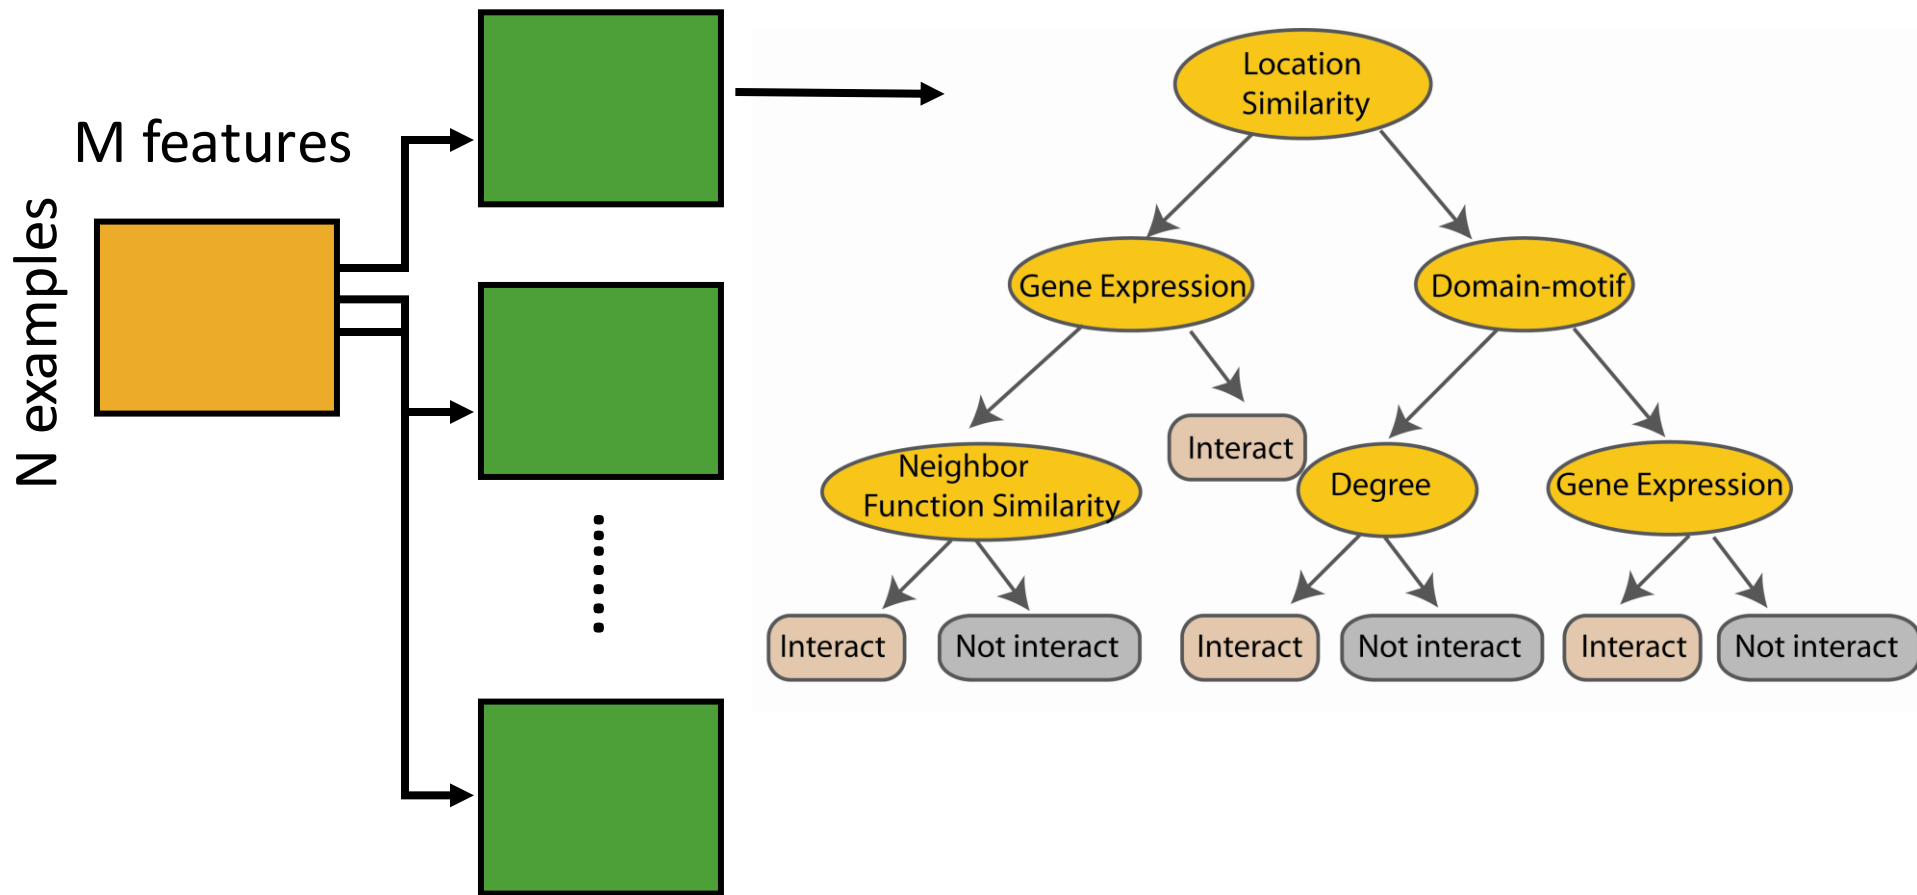 M features
N examples
Location
Similarity
Gene Expression
Domain-motif
Interact
Neighbor
Function Similarity
Degree
Gene Expression
Interact
Not interact
Interact
Not interact
Interact
Not interact